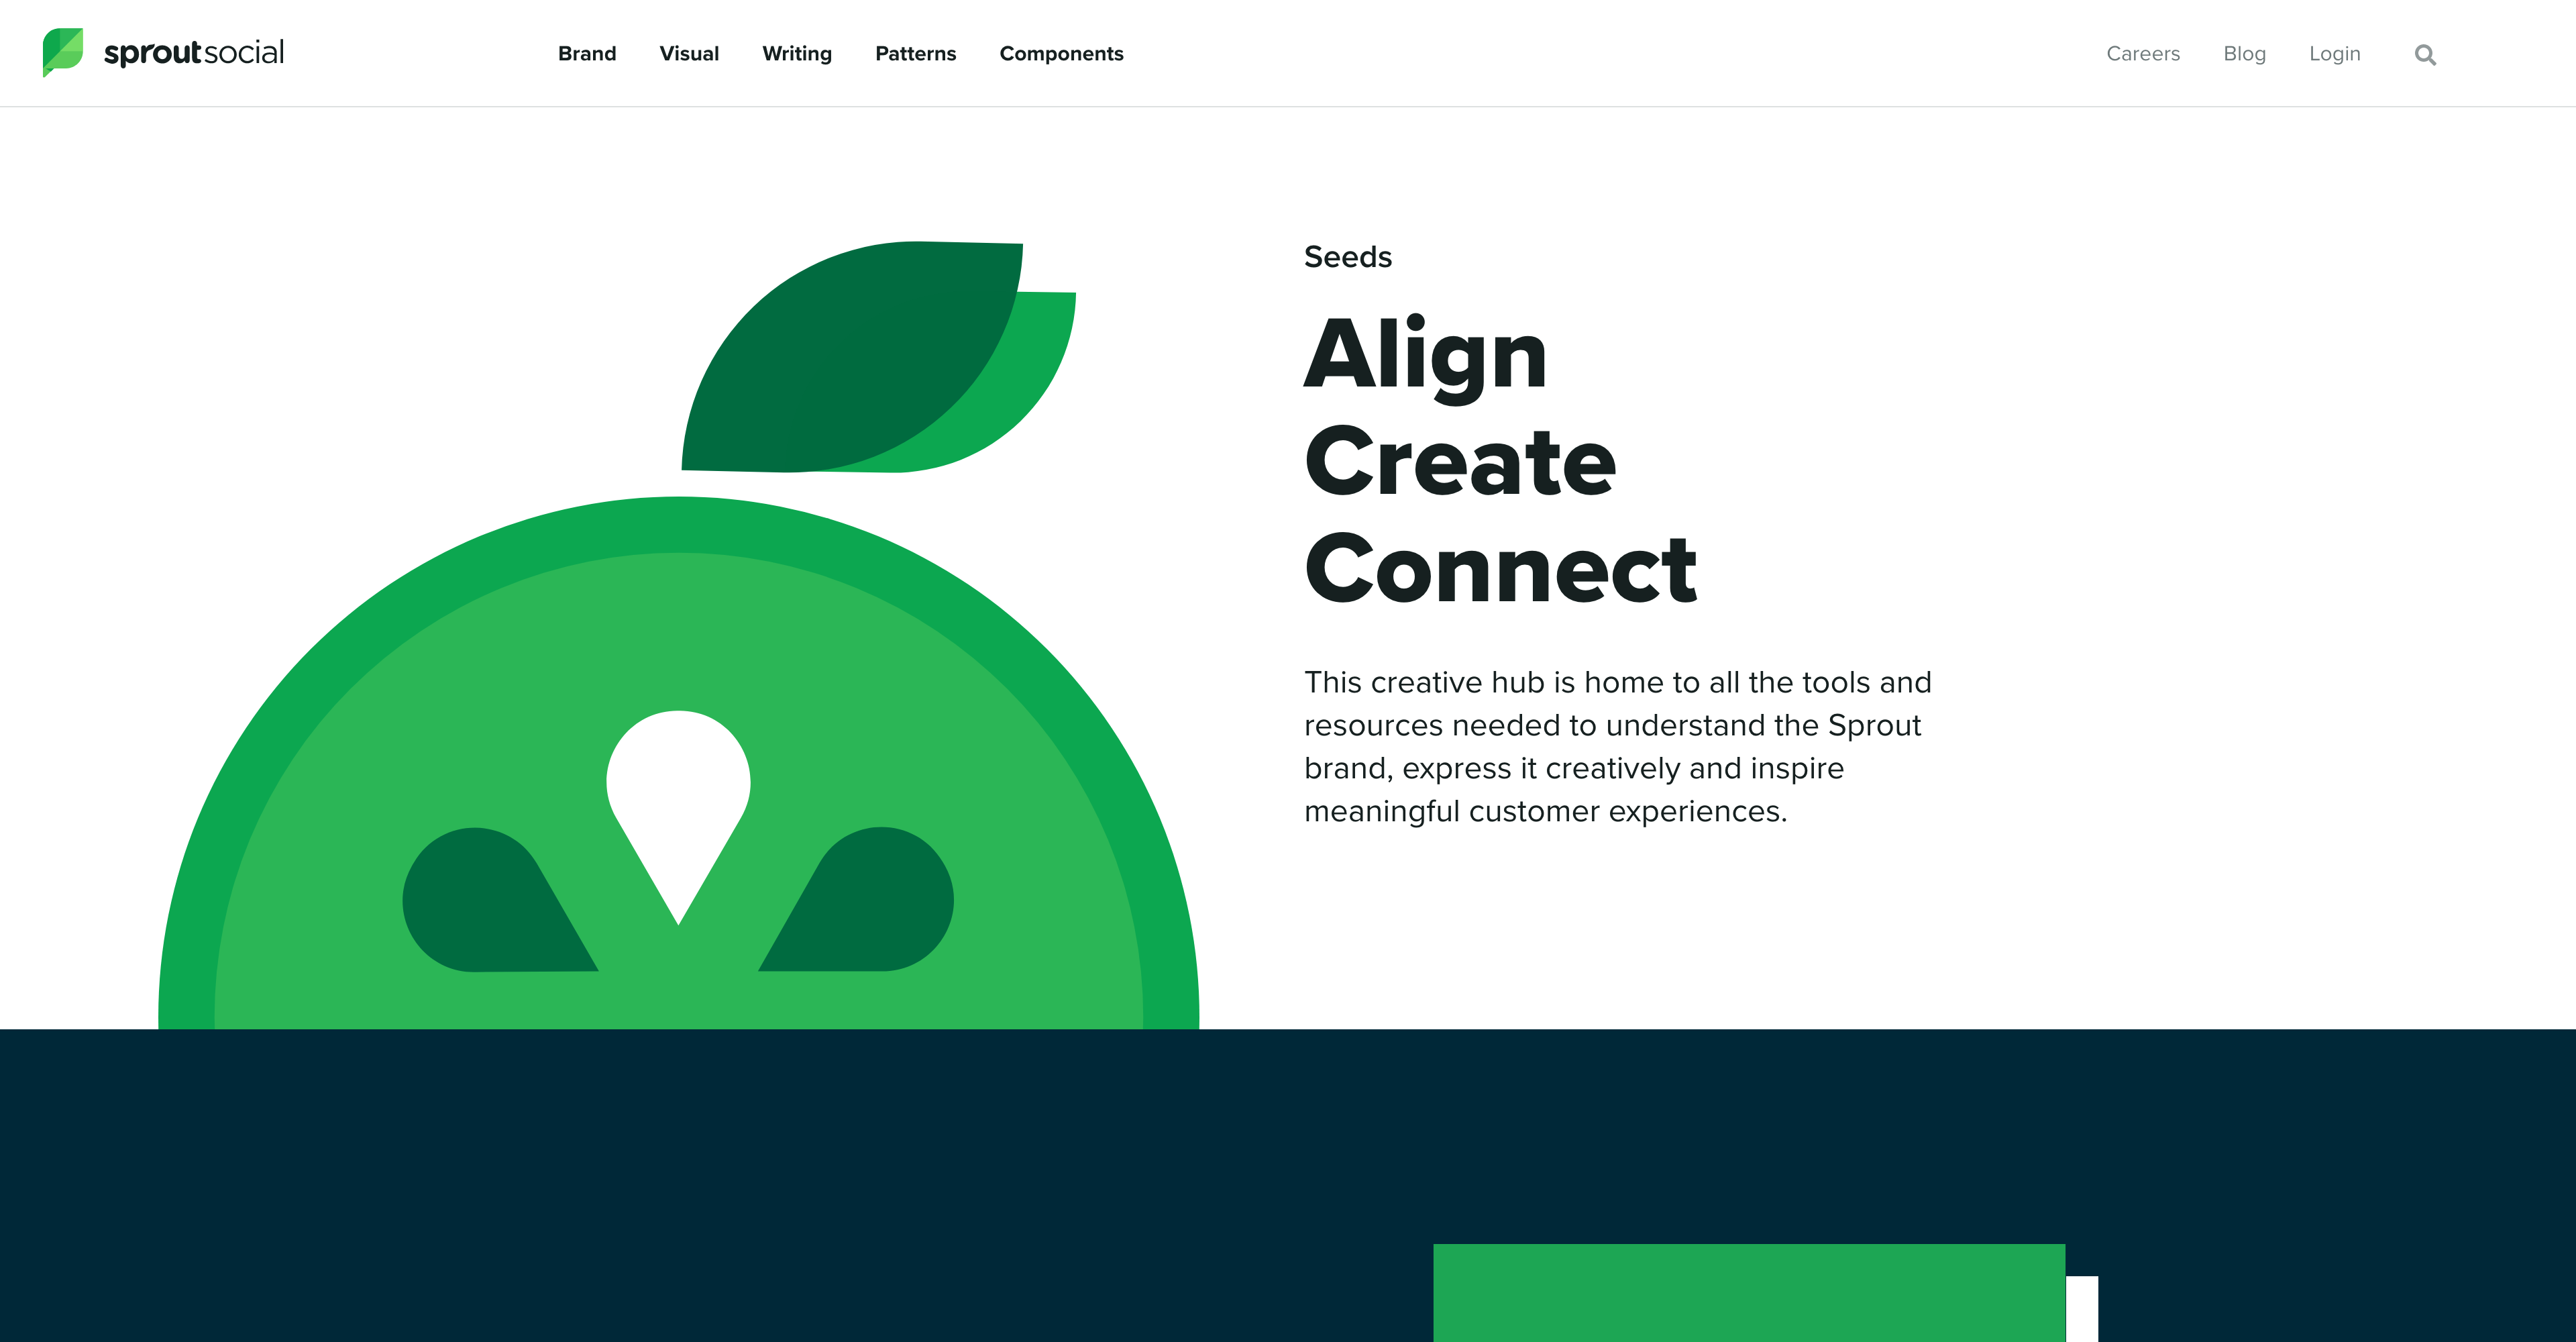 sproutsocial
Brand Visual Writing Patterns Components
Careers Blog Login
Seeds
Align
Create
Connect
This creative hub is home to all the tools and
resources needed to understand the Sprout
brand, express it creatively and inspire
meaningful customer experiences.